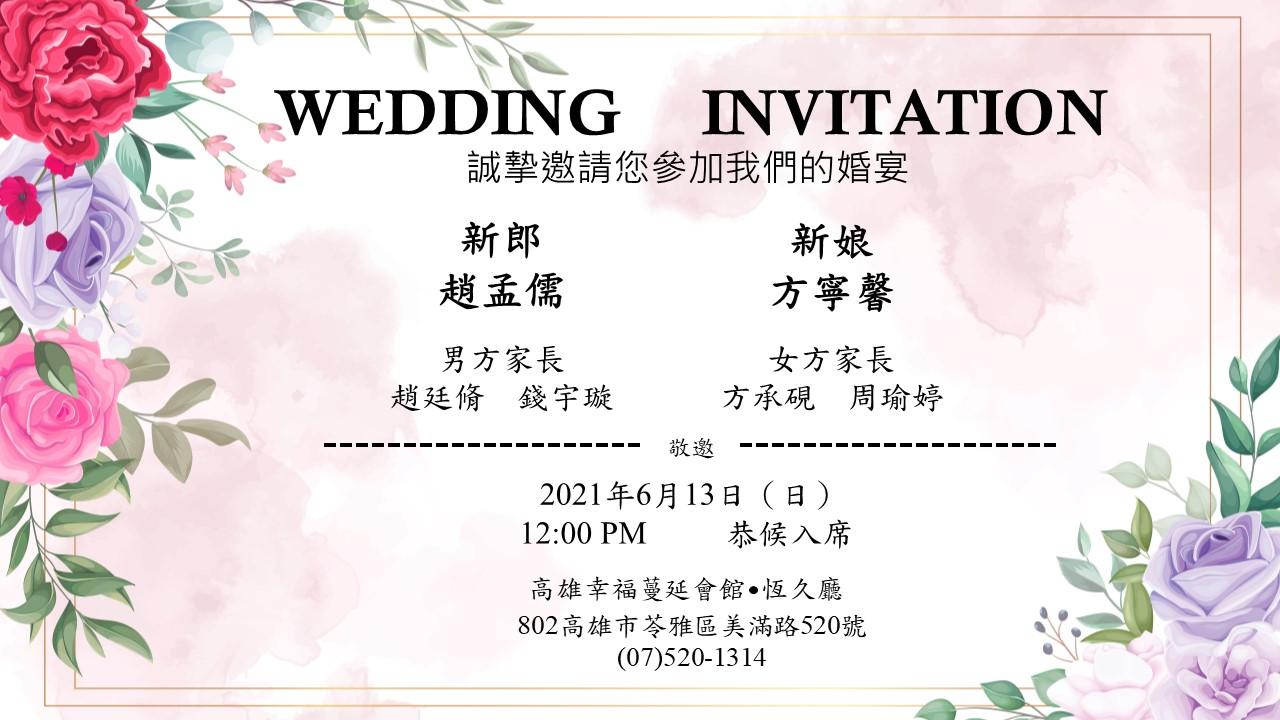 WEDDING INVITATION
誠摯邀請您參加我們的婚宴
新郎 新娘
趙孟儒 方寧馨
男方家長 女方家長
趙廷脩 錢宇璇 方承硯 周瑜婷
敬邀
2021年6月13日（日）
12:00 PM 恭候入席
高雄幸福蔓延會館•恆久廳
802高雄市苓雅區美滿路520號
(07)520-1314